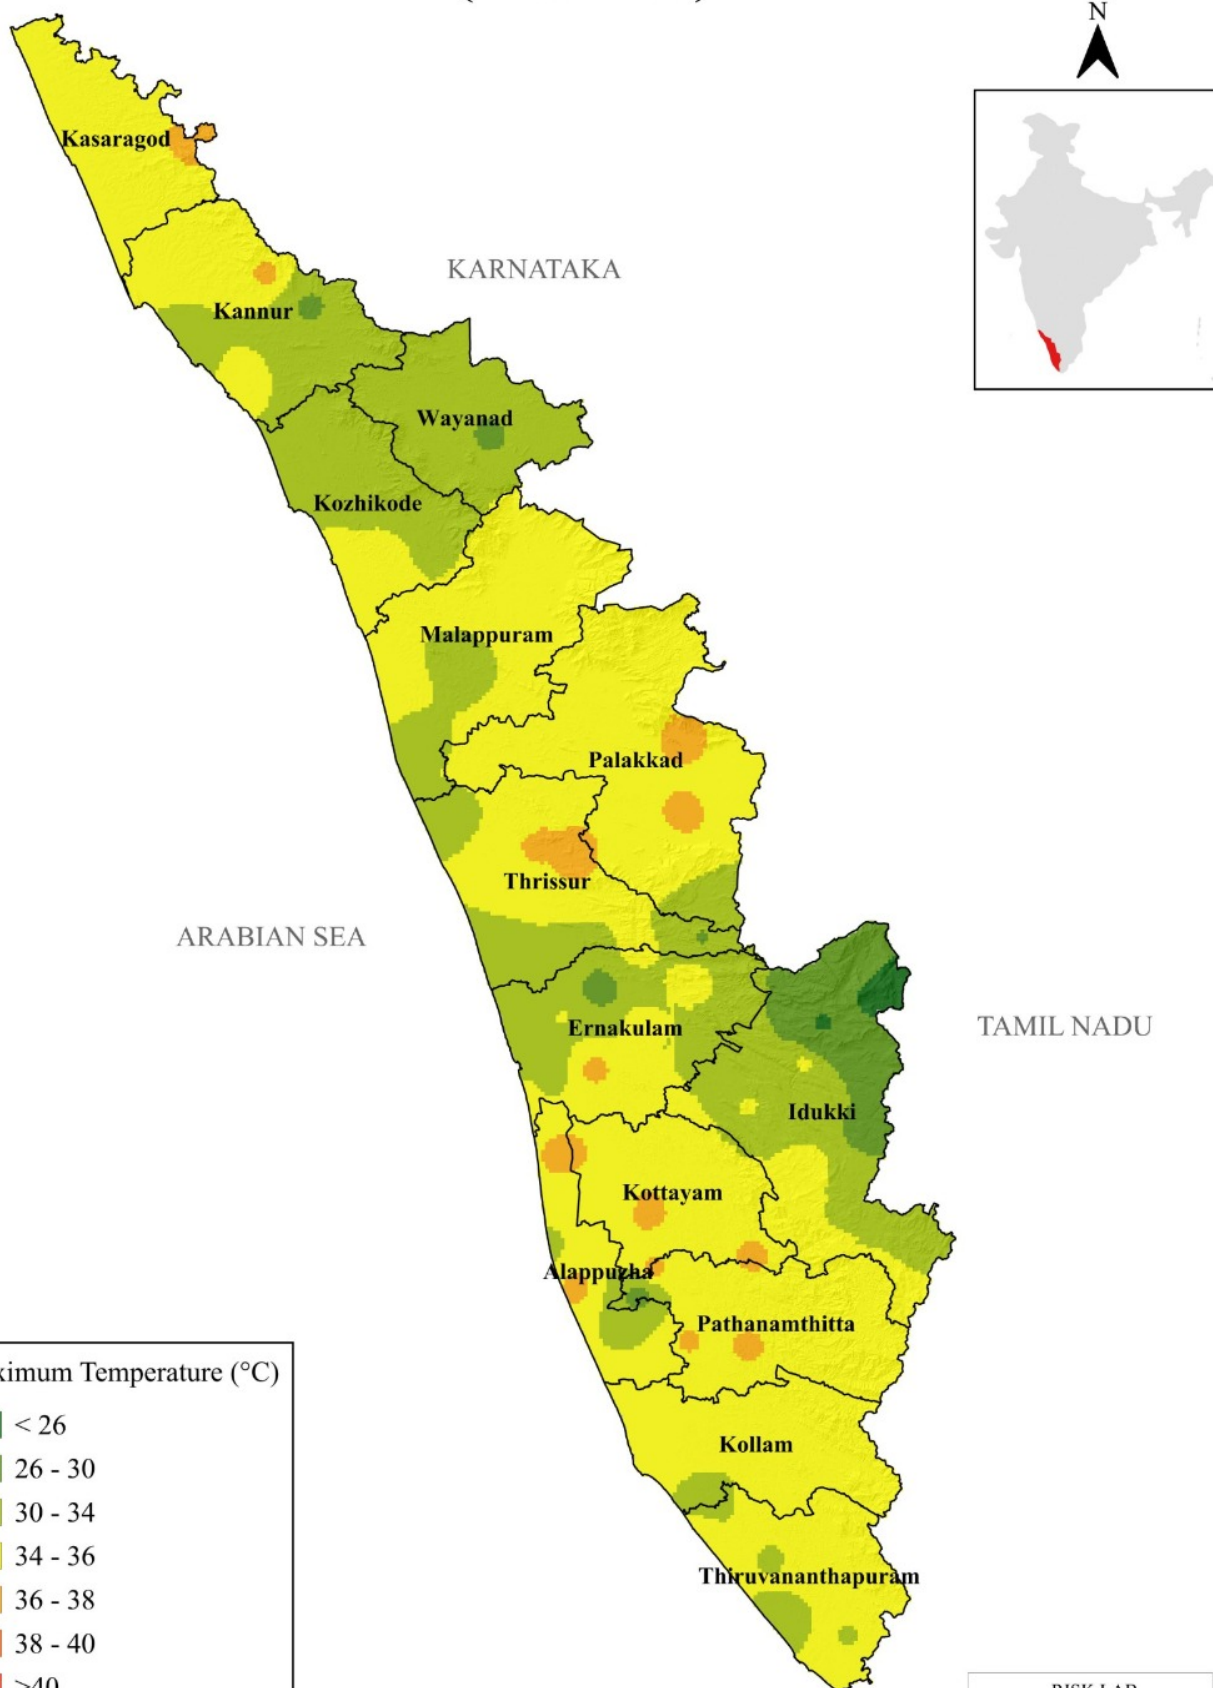 N
Kasaragod
KARNATAKA
Kannur
Wayanad
Kozhikode
Malappuram
Palakkad
Thrissur
ARABIAN SEA
TAMIL NADU
Ernakulam
Idukki
Kottayam
Alappuzha
Pathanamthitta
Kollam
Thiruvananthapuram
ximum Temperature (°C)
< 26
26 - 30
30 - 34
34 - 36
36 - 38
38 - 40
>40